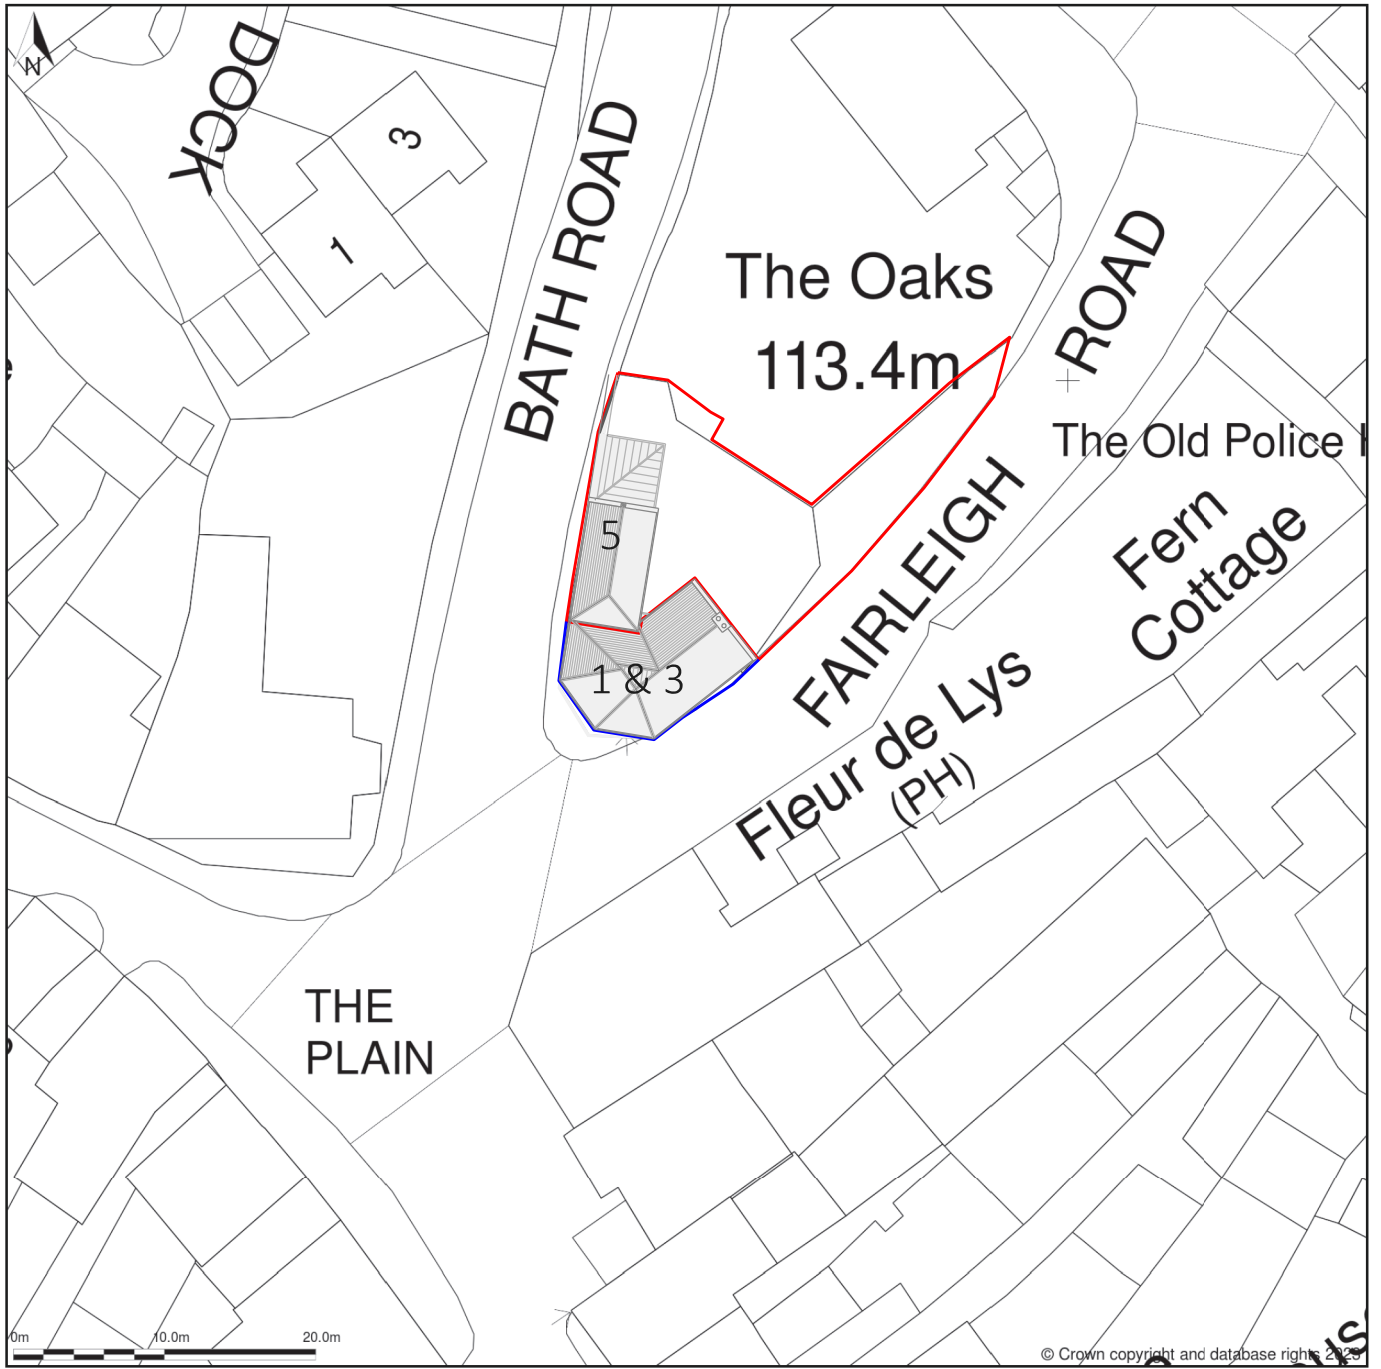 N
DOCK
3
1
BATH ROAD
The Oaks
113.4m
ROAD
The Old Police
FAIRLEIGH
Fern
Cottage
5
1 & 3
Fleur de Lys
(PH)
THE
PLAIN
0m 10.0m 20.0m
© Crown copyright and database rights